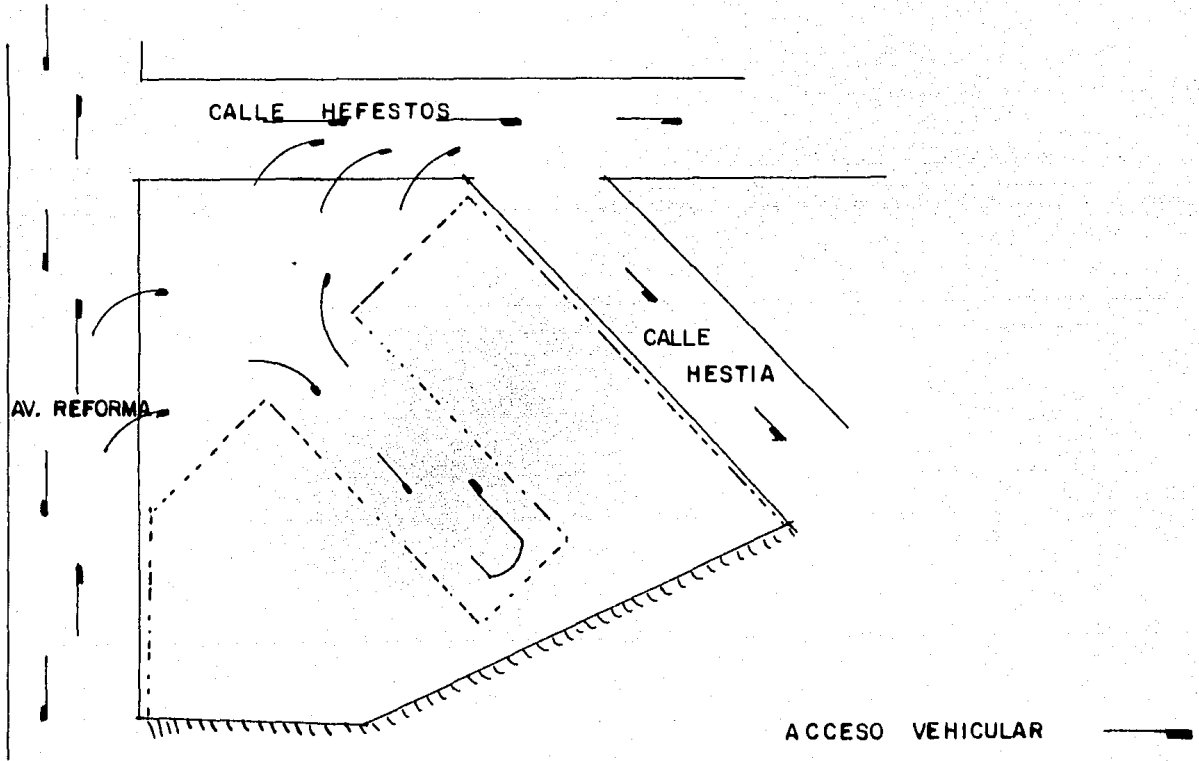 CALLE HEFESTOS
CALLE
HESTIA
AV. REFORMA
ACCESO VEHICULAR